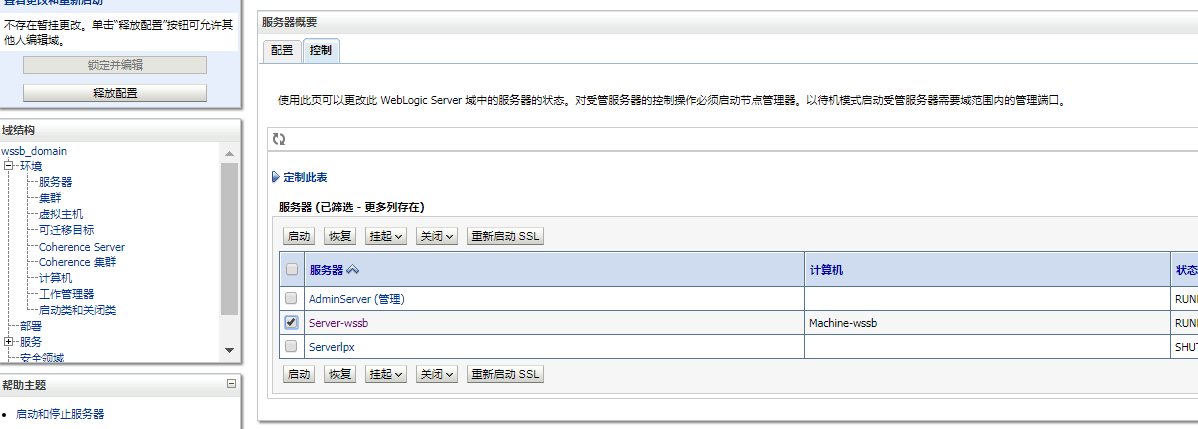 查看更改和重新启动
不存在暂挂更改。单击“释放配置”按钮可允许其
他人编辑域。
锁定并编辑
释放配置
域结构
wssb_domain
环境
服务器
集群
虚拟主机
可迁移目标
Coherence Server
Coherence 集群
计算机
工作管理器
启动类和关闭类
部署
服务
安全领域
帮助主题
启动和停止服务器
服务器概要
配置 控制
使用此页可以更改此 WebLogic Server 域中的服务器的状态。对受管服务器的控制操作必须启动节点管理器。以待机模式启动受管服务器需要域范围内的管理端口。
定制此表
服务器 (已筛选 - 更多列存在)
启动 恢复 挂起 关闭 重新启动 SSL
服务器 计算机 状态
AdminServer (管理) RUN
Server-wssb Machine-wssb RUN
Serverlpx SHU
启动 恢复 挂起 关闭 重新启动 SSL